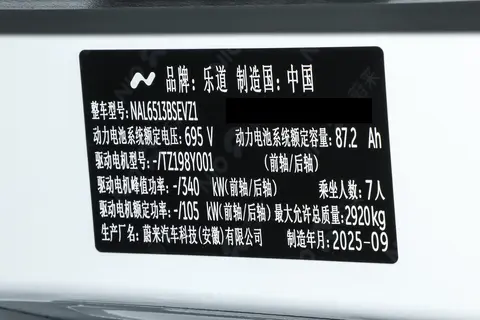 品牌: 乐道 制造国: 中国
整车型号: NAL6513BSEVZ1
动力电池系统额定电压: 695 V 动力电池系统额定容量: 87.2 Ah
驱动电机型号: -/TZ198Y001 (前轴/后轴)
驱动电机峰值功率: -/340 kW(前轴/后轴) 乘坐人数: 7人
驱动电机额定功率: -/105 kW(前轴/后轴) 最大允许总质量: 2920kg
生产厂名: 蔚来汽车科技(安徽)有限公司 制造年月: 2025-09